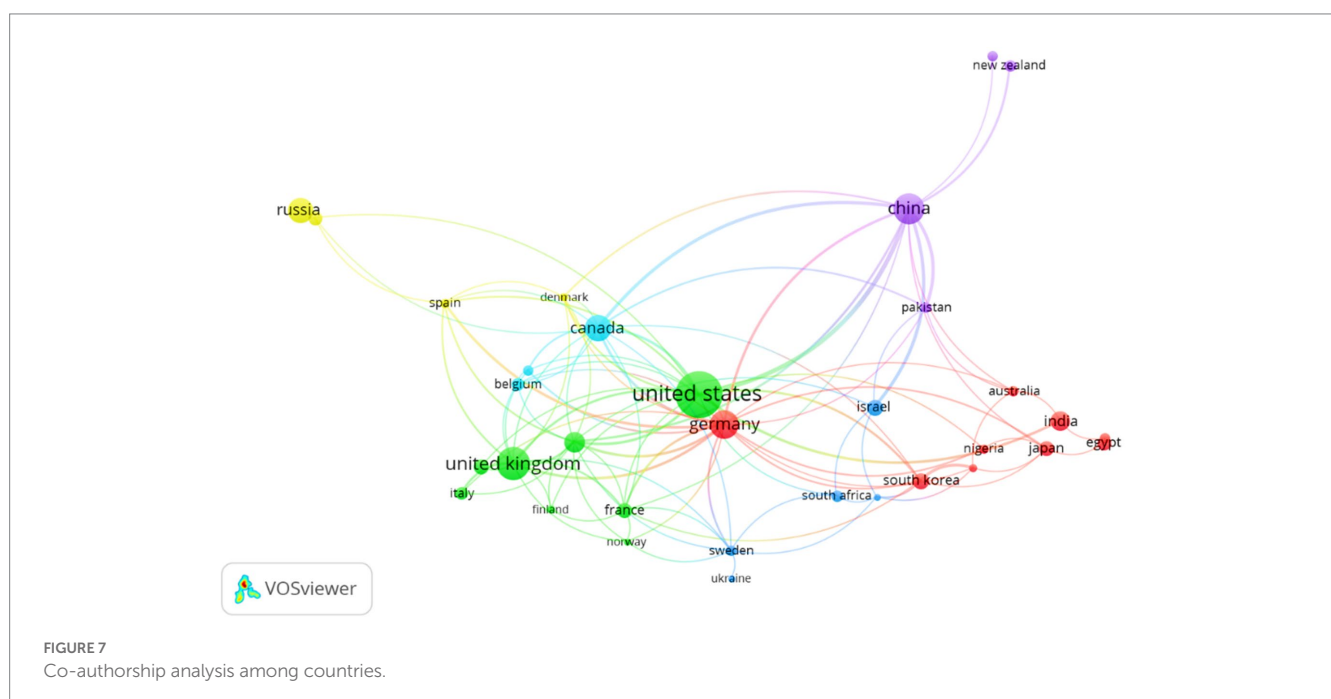 new zealand
russia
china
spain
denmark
pakistan
canada
belgium
united states
australia
israel
germany
india
egypt
nigeria
japan
united kingdom
south korea
italy
south africa
finland
france
norway
sweden
ukraine
VOSviewer
FIGURE 7
Co-authorship analysis among countries.